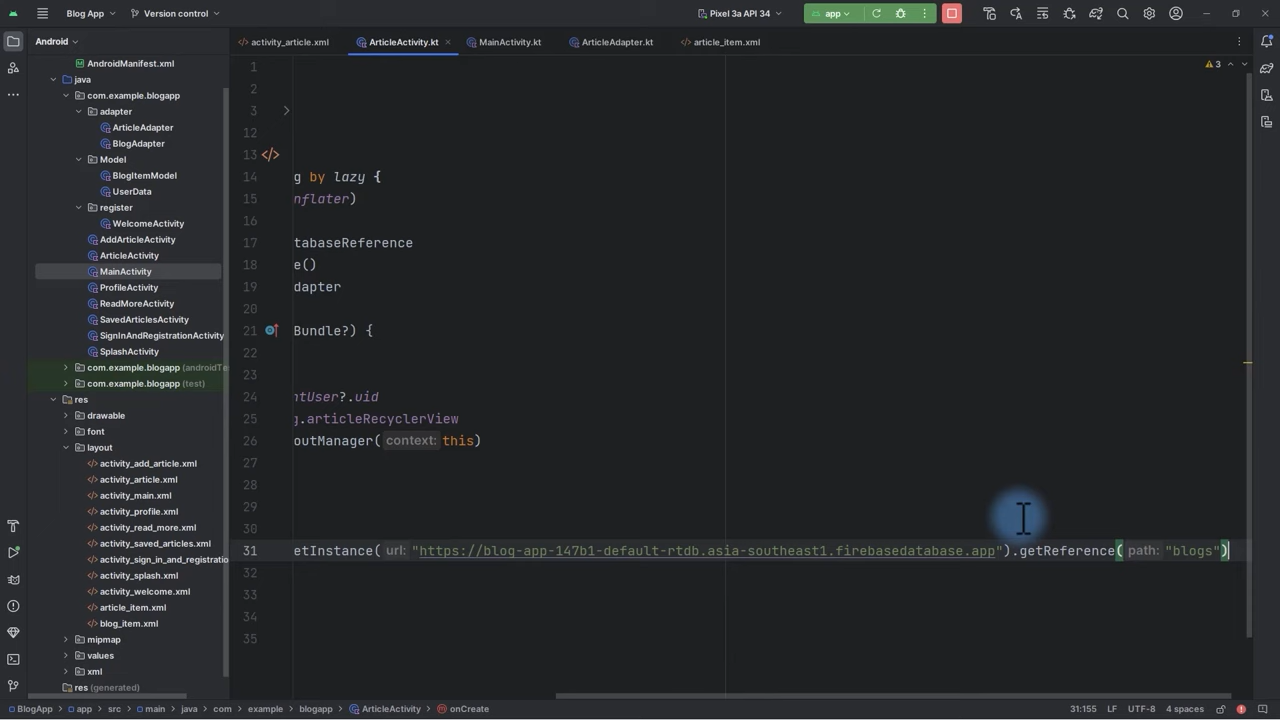 Blog App
Version control
Pixel 3a API 34
app
Android
activity_article.xml
ArticleActivity.kt
MainActivity.kt
ArticleAdapter.kt
article_item.xml
AndroidManifest.xml
java
com.example.blogapp
adapter
ArticleAdapter
BlogAdapter
Model
BlogItemModel
UserData
register
WelcomeActivity
AddArticleActivity
ArticleActivity
MainActivity
ProfileActivity
ReadMoreActivity
SavedArticlesActivity
SignInAndRegistrationActivity
SplashActivity
com.example.blogapp (androidTe
com.example.blogapp (test)
res
drawable
font
layout
activity_add_article.xml
activity_article.xml
activity_main.xml
activity_profile.xml
activity_read_more.xml
activity_saved_articles.xml
activity_sign_in_and_registratio
activity_splash.xml
activity_welcome.xml
article_item.xml
blog_item.xml
mipmap
values
xml
res (generated)
3
1
2
3
12
13
14 g by lazy {
15 nflater)
16
17 tabaseReference
18 e()
19 dapter
20
21 Bundle?) {
22
23
24 ntUser?.uid
25 g.articleRecyclerView
26 outManager( context: this)
27
28
29
30
31 etInstance( url: "https://blog-app-147b1-default-rtdb.asia-southeast1.firebasedatabase.app").getReference( path: "blogs")
32
33
34
35
BlogApp > app > src > main > java > com > example > blogapp > ArticleActivity > onCreate
31:155 LF UTF-8 4 spaces